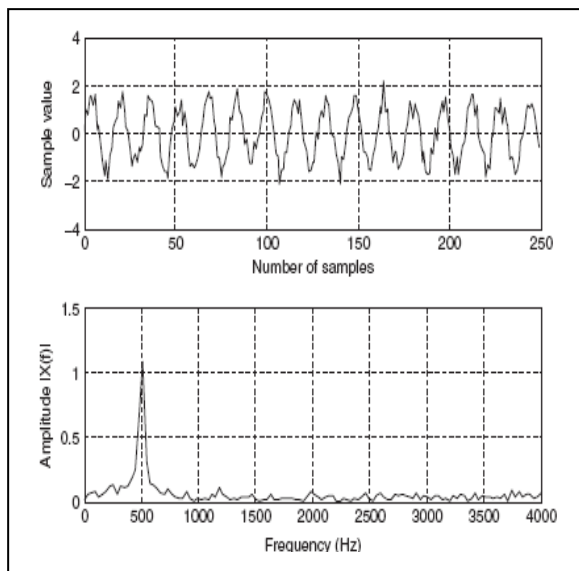 4
2
0
−2
−4
Sample value
0 50 100 150 200 250
Number of samples
1.5
1
0.5
0
Amplitude |X(f)|
0 500 1000 1500 2000 2500 3000 3500 4000
Frequency (Hz)